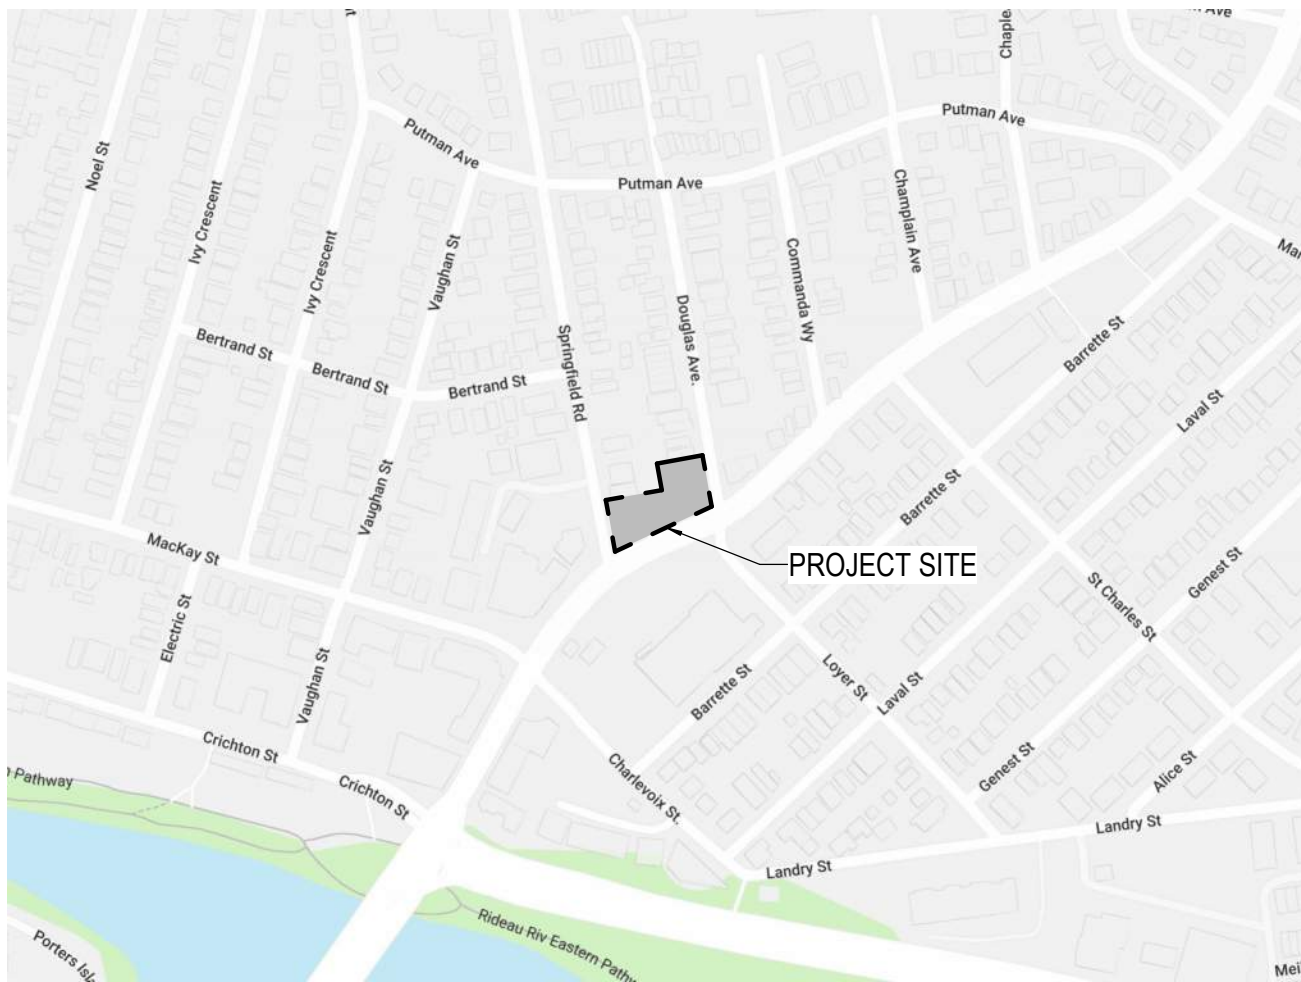 Noel St
Ivy Crescent
Ivy Crescent
Putman Ave
Putman Ave
Putman Ave
Vaughan St
Springfield Rd
Douglas Ave.
Commanda Wy
Champlain Ave
Bertrand St
Bertrand St
Bertrand St
Barrette St
Laval St
Vaughan St
MacKay St
Barrette St
PROJECT SITE
Electric St
Genest St
St Charles St
Vaughan St
Barrette St
Loyer St
Laval St
Crichton St
Crichton St
Charlevoix St.
Genest St
Alice St
Pathway
Landry St
Landry St
Rideau Riv Eastern Pathw
Porters Isl
Mei